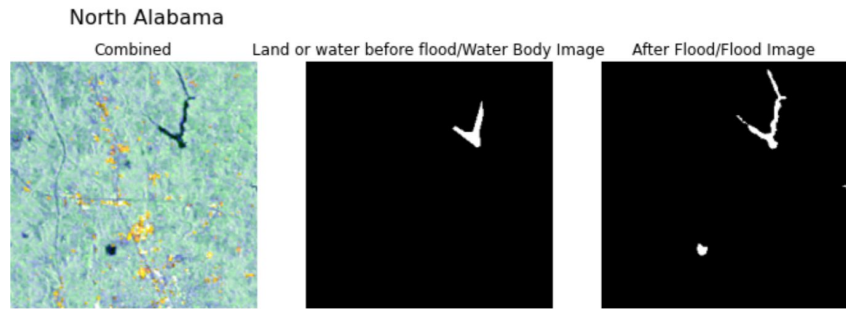 North Alabama
Combined
Land or water before flood/Water Body Image
After Flood/Flood Image